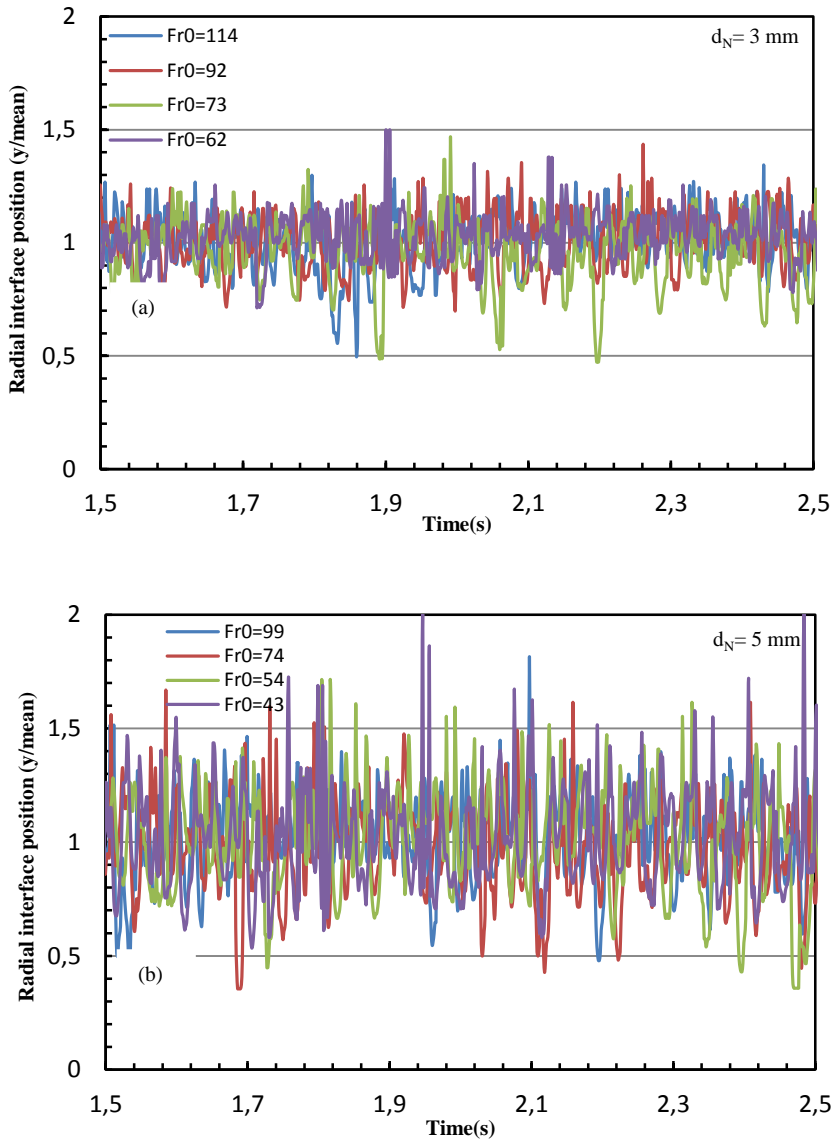 2
Fr0=114
d_N= 3 mm
Fr0=92
Fr0=73
1,5
Fr0=62
1
(a)
0,5
0
1,5 1,7 1,9 2,1 2,3 2,5
Time(s)
Radial interface position (y/mean)
2
Fr0=99
d_N= 5 mm
Fr0=74
Fr0=54
Fr0=43
1,5
1
0,5
(b)
0
1,5 1,7 1,9 2,1 2,3 2,5
Time(s)
Radial interface position (y/mean)